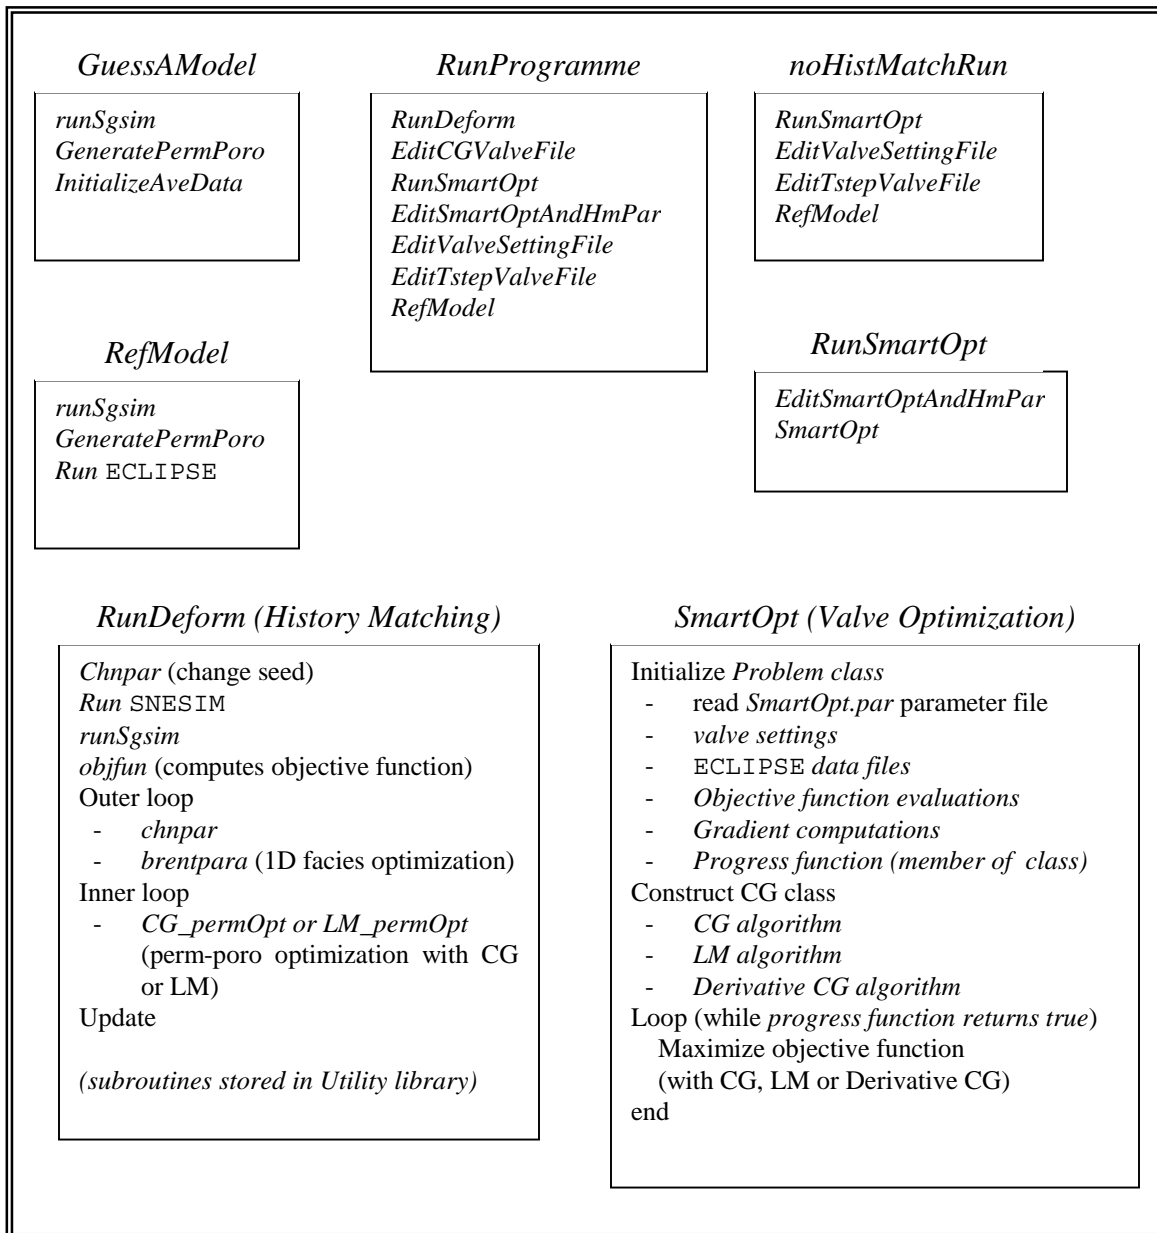 GuessAModel
runSgsim
GeneratePermPoro
InitializeAveData
RunProgramme
RunDeform
EditCGValveFile
RunSmartOpt
EditSmartOptAndHmPar
EditValveSettingFile
EditTstepValveFile
RefModel
noHistMatchRun
RunSmartOpt
EditValveSettingFile
EditTstepValveFile
RefModel
RefModel
runSgsim
GeneratePermPoro
Run ECLIPSE
RunSmartOpt
EditSmartOptAndHmPar
SmartOpt
RunDeform (History Matching)
Chnpar (change seed)
Run SNESIM
runSgsim
objfun (computes objective function)
Outer loop
- chnpar
- brentpara (1D facies optimization)
Inner loop
- CG_permOpt or LM_permOpt
(perm-poro optimization with CG
or LM)
Update
(subroutines stored in Utility library)
SmartOpt (Valve Optimization)
Initialize Problem class
- read SmartOpt.par parameter file
- valve settings
- ECLIPSE data files
- Objective function evaluations
- Gradient computations
- Progress function (member of class)
Construct CG class
- CG algorithm
- LM algorithm
- Derivative CG algorithm
Loop (while progress function returns true)
Maximize objective function
(with CG, LM or Derivative CG)
end